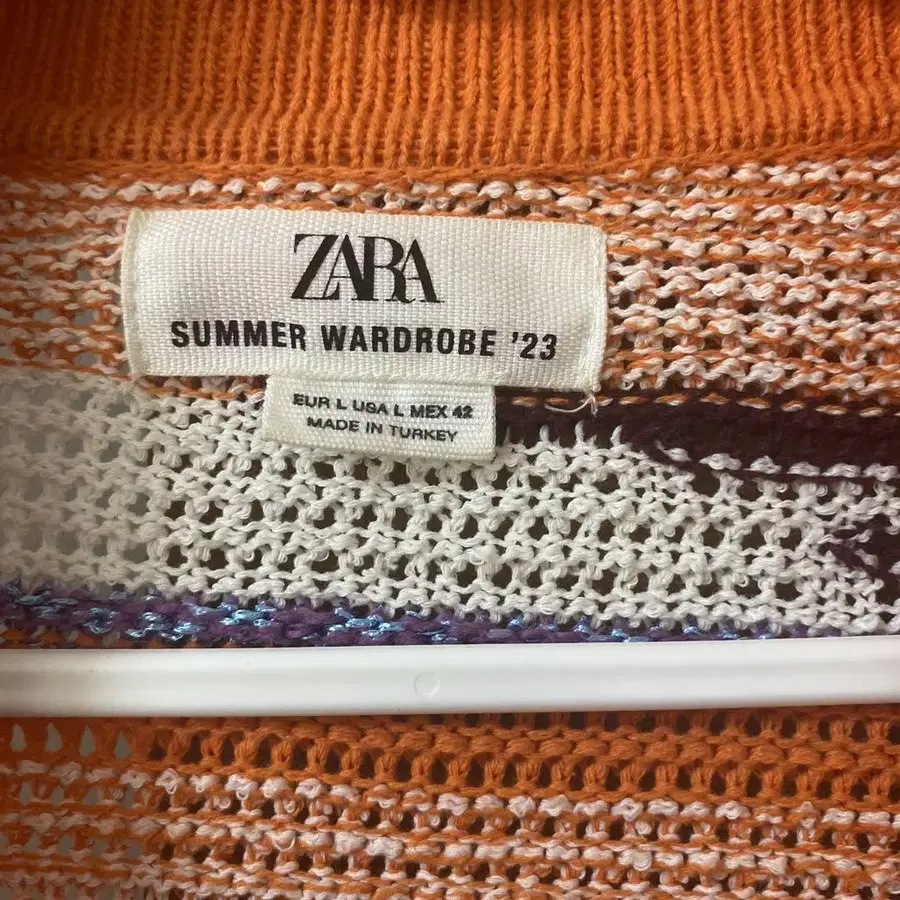 ZARA
SUMMER WARDROBE '23
EUR L USA L MEX 42
MADE IN TURKEY